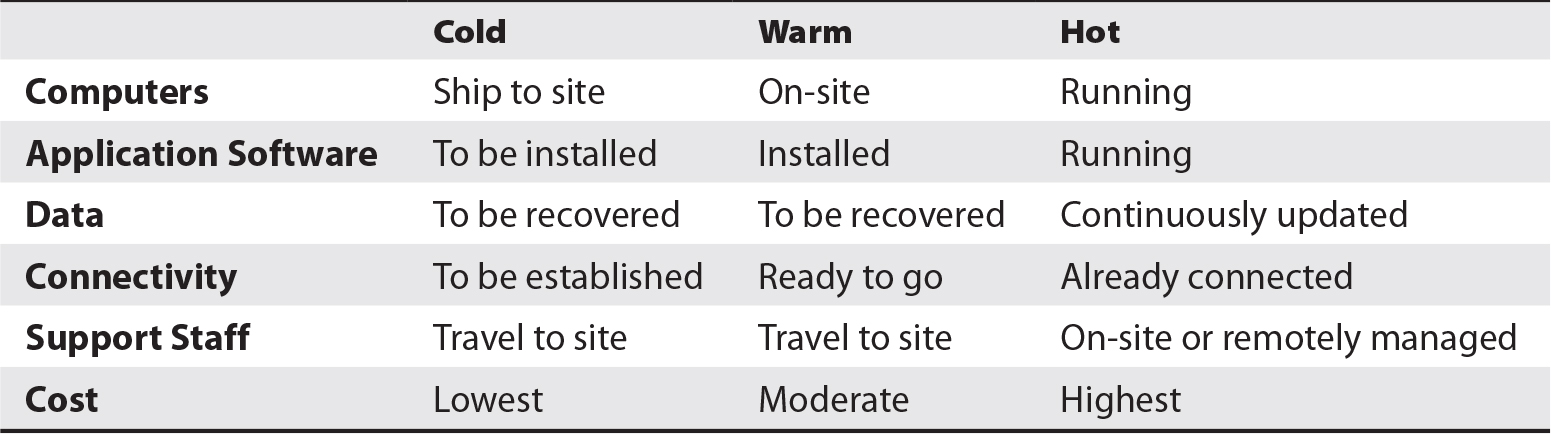 Cold Warm Hot
Computers Ship to site On-site Running
Application Software To be installed Installed Running
Data To be recovered To be recovered Continuously updated
Connectivity To be established Ready to go Already connected
Support Staff Travel to site Travel to site On-site or remotely managed
Cost Lowest Moderate Highest